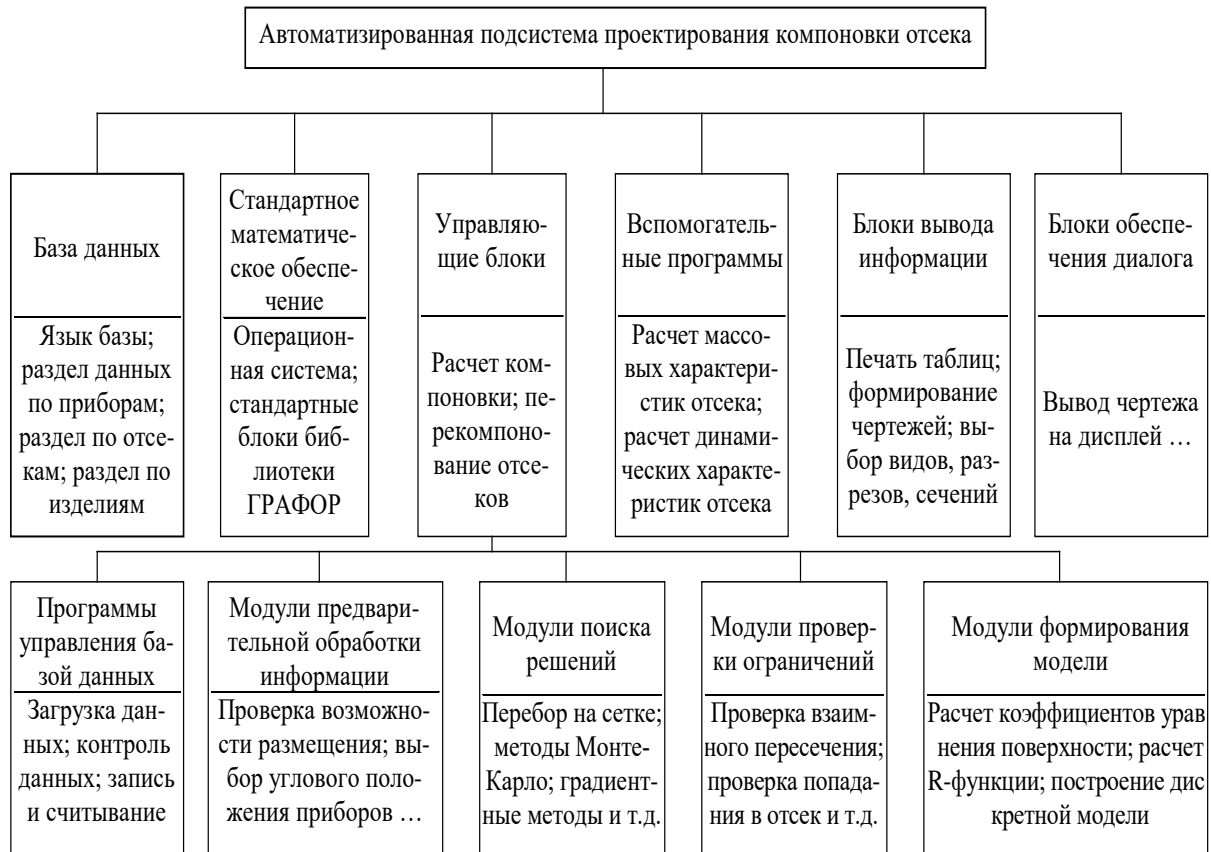 Автоматизированная подсистема проектирования компоновки отсека
База данных
Язык базы;
раздел данных
по приборам;
раздел по отсе-
кам; раздел по
изделиям
Стандартное
математиче-
ское обеспе-
чение
Операцион-
ная система;
стандартные
блоки биб-
лиотеки
ГРАФОР
Управляю-
щие блоки
Расчет ком-
поновки; пе-
рекомпоно-
вание отсе-
ков
Вспомогатель-
ные программы
Расчет массо-
вых характери-
стик отсека;
расчет динами-
ческих характе-
ристик отсека
Блоки вывода
информации
Печать таблиц;
формирование
чертежей; вы-
бор видов, раз-
резов, сечений
Блоки обеспе-
чения диалога
Вывод чертежа
на дисплей …
Программы
управления ба-
зой данных
Загрузка дан-
ных; контроль
данных; запись
и считывание
Модули предвари-
тельной обработки
информации
Проверка возможно-
сти размещения; вы-
бор углового поло-
жения приборов …
Модули поиска
решений
Перебор на сетке;
методы Монте-
Карло; градиент-
ные методы и т.д.
Модули провер-
ки ограничений
Проверка взаим-
ного пересечения;
проверка попада-
ния в отсек и т.д.
Модули формирования
модели
Расчет коэффициентов урав
нения поверхности; расчет
R-функции; построение дис
кретной модели